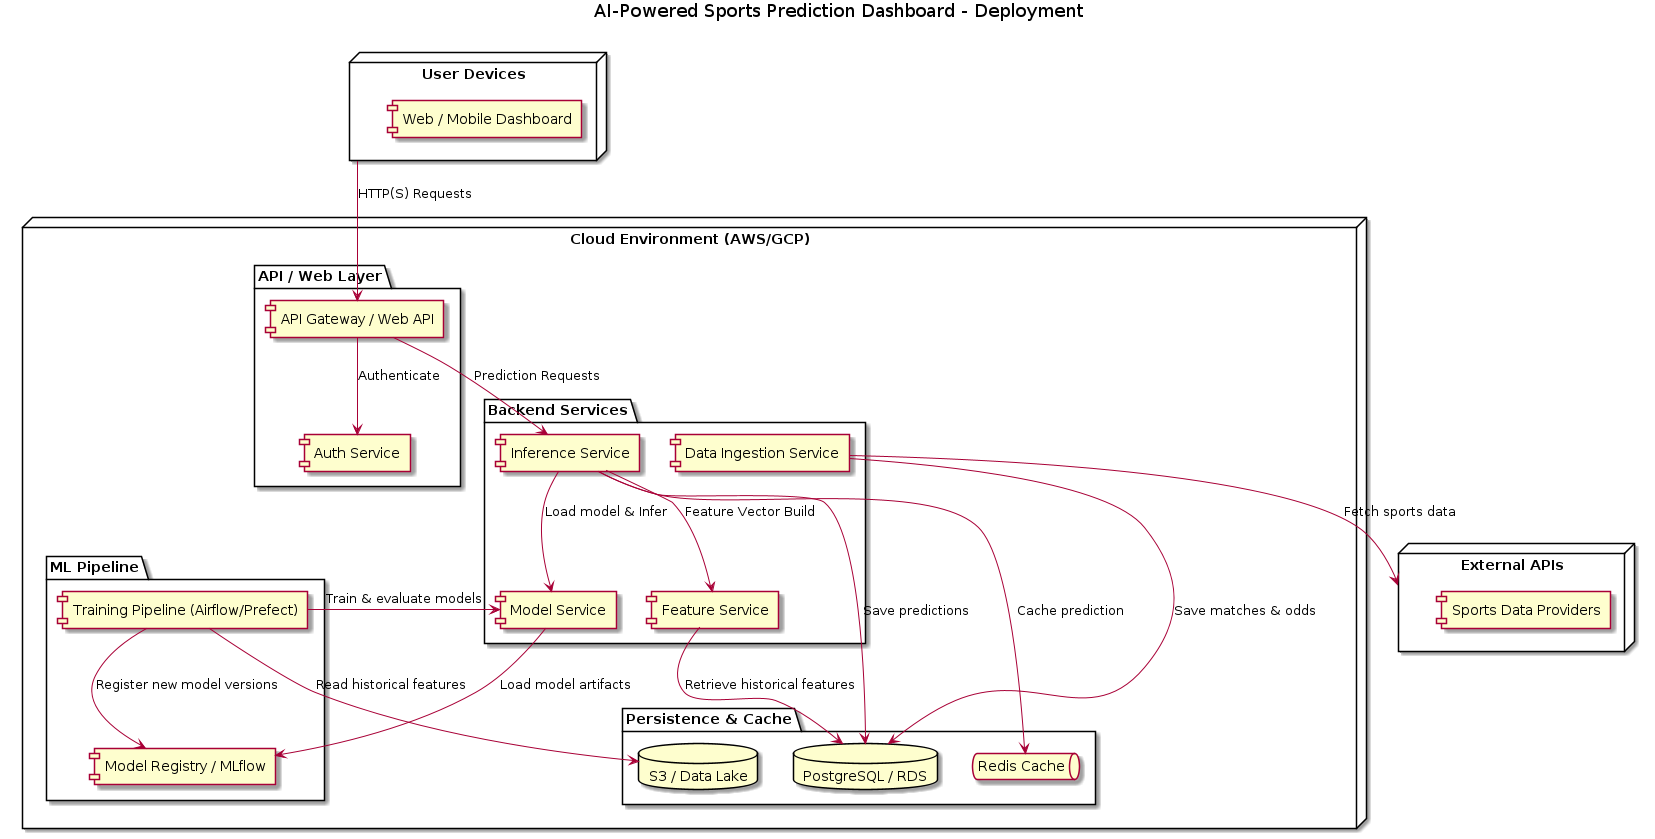 AI-Powered Sports Prediction Dashboard - Deployment
User Devices
Web / Mobile Dashboard
HTTP(S) Requests
Cloud Environment (AWS/GCP)
API / Web Layer
API Gateway / Web API
Authenticate
Prediction Requests
Auth Service
Backend Services
Inference Service
Data Ingestion Service
Load model & Infer
Feature Vector Build
Fetch sports data
External APIs
Sports Data Providers
ML Pipeline
Training Pipeline (Airflow/Prefect)
Train & evaluate models
Model Service
Feature Service
Save predictions
Cache prediction
Save matches & odds
Register new model versions
Read historical features
Load model artifacts
Retrieve historical features
Persistence & Cache
Model Registry / MLflow
S3 / Data Lake
PostgreSQL / RDS
Redis Cache